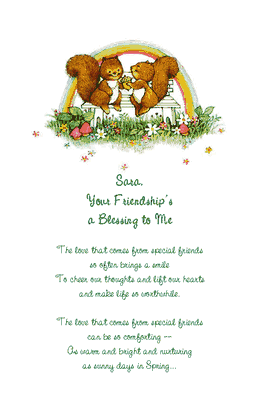 Sara,
Your Friendship's
a Blessing to Me
The love that comes from special friends
so often brings a smile
To cheer our thoughts and lift our hearts
and make life so worthwhile.
The love that comes from special friends
can be so comforting --
As warm and bright and nurturing
as sunny days in Spring...